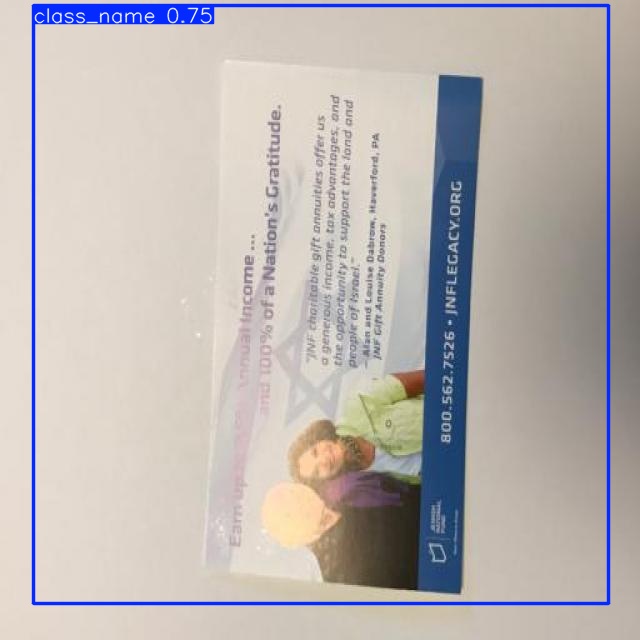 class_name 0.75
Earn up annual Income...
and 100% of a Nation's Gratitude.
"JNF charitable gift annuities offer us
a generous income, tax advantages, and
the opportunity to support the land and
people of Israel."
– Alan and Louise Dabrow, Haverford, PA
JNF Gift Annuity Donors
800.562.7526 • JNFLEGACY.ORG
JEWISH
NATIONAL
FUND